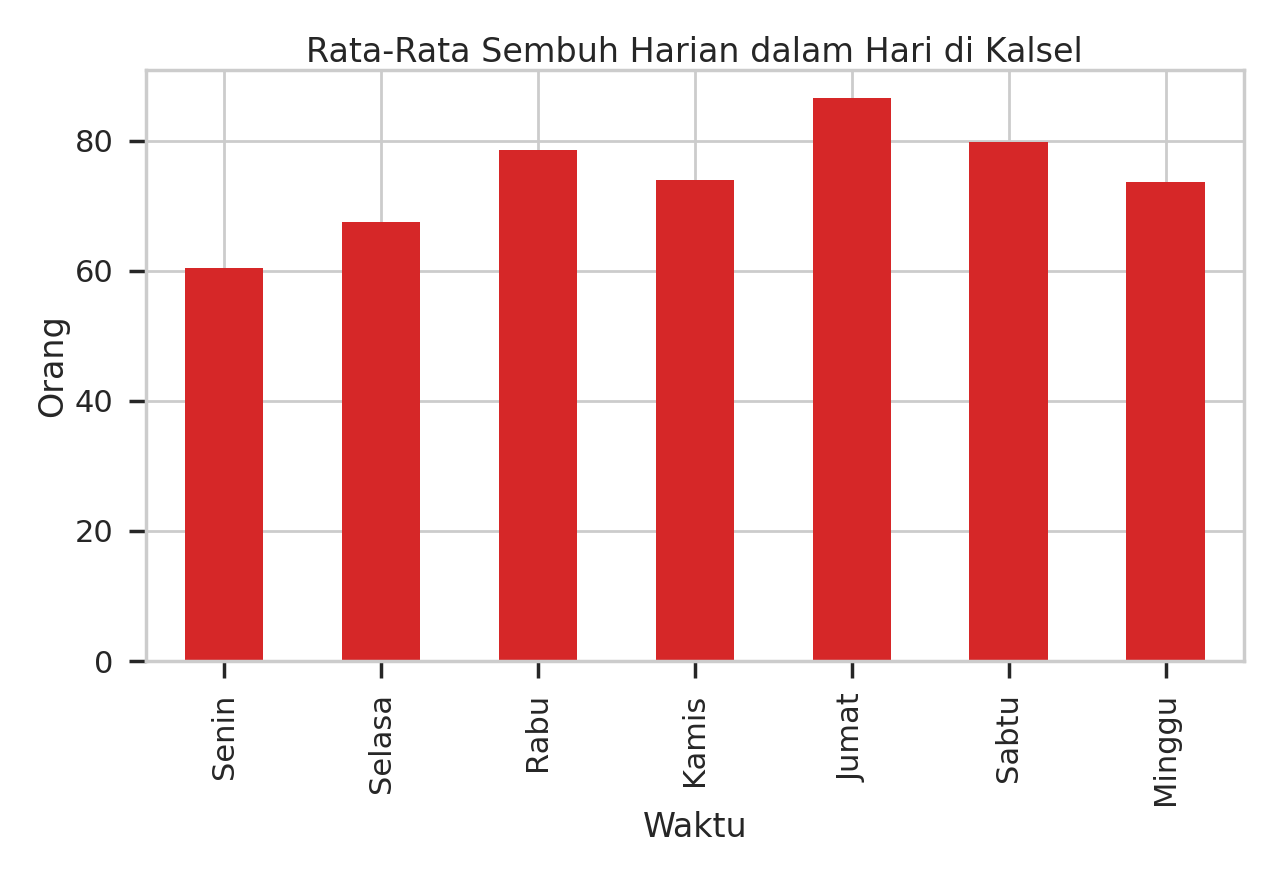 Rata-Rata Sembuh Harian dalam Hari di Kalsel
80
60
40
20
0
Orang
Senin
Selasa
Rabu
Kamis
Jumat
Sabtu
Minggu
Waktu